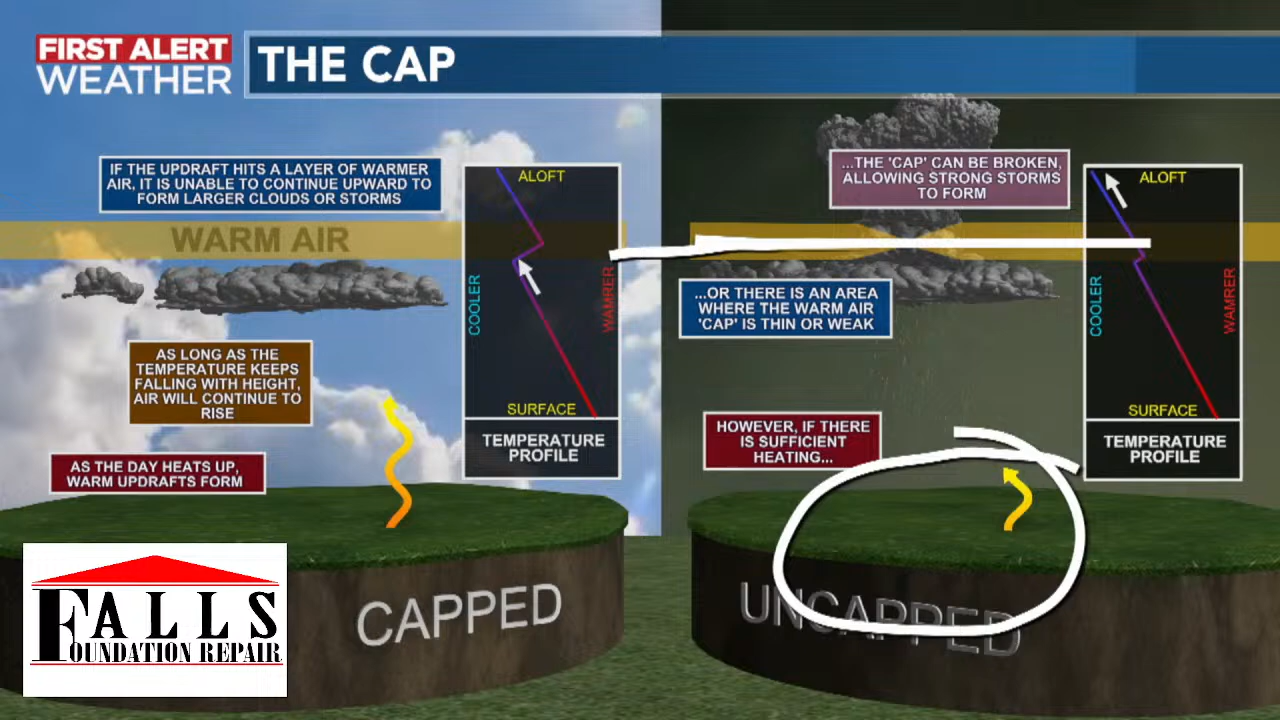 FIRST ALERT
WEATHER
THE CAP
IF THE UPDRAFT HITS A LAYER OF WARMER
AIR, IT IS UNABLE TO CONTINUE UPWARD TO
FORM LARGER CLOUDS OR STORMS
WARM AIR
AS LONG AS THE
TEMPERATURE KEEPS
FALLING WITH HEIGHT,
AIR WILL CONTINUE TO
RISE
AS THE DAY HEATS UP,
WARM UPDRAFTS FORM
ALOFT
COOLER
WAMRER
SURFACE
TEMPERATURE
PROFILE
CAPPED
FALLS
FOUNDATION REPAIR
...THE 'CAP' CAN BE BROKEN,
ALLOWING STRONG STORMS
TO FORM
...OR THERE IS AN AREA
WHERE THE WARM AIR
'CAP' IS THIN OR WEAK
HOWEVER, IF THERE
IS SUFFICIENT
HEATING...
ALOFT
COOLER
WAMRER
SURFACE
TEMPERATURE
PROFILE
UNCAPPED